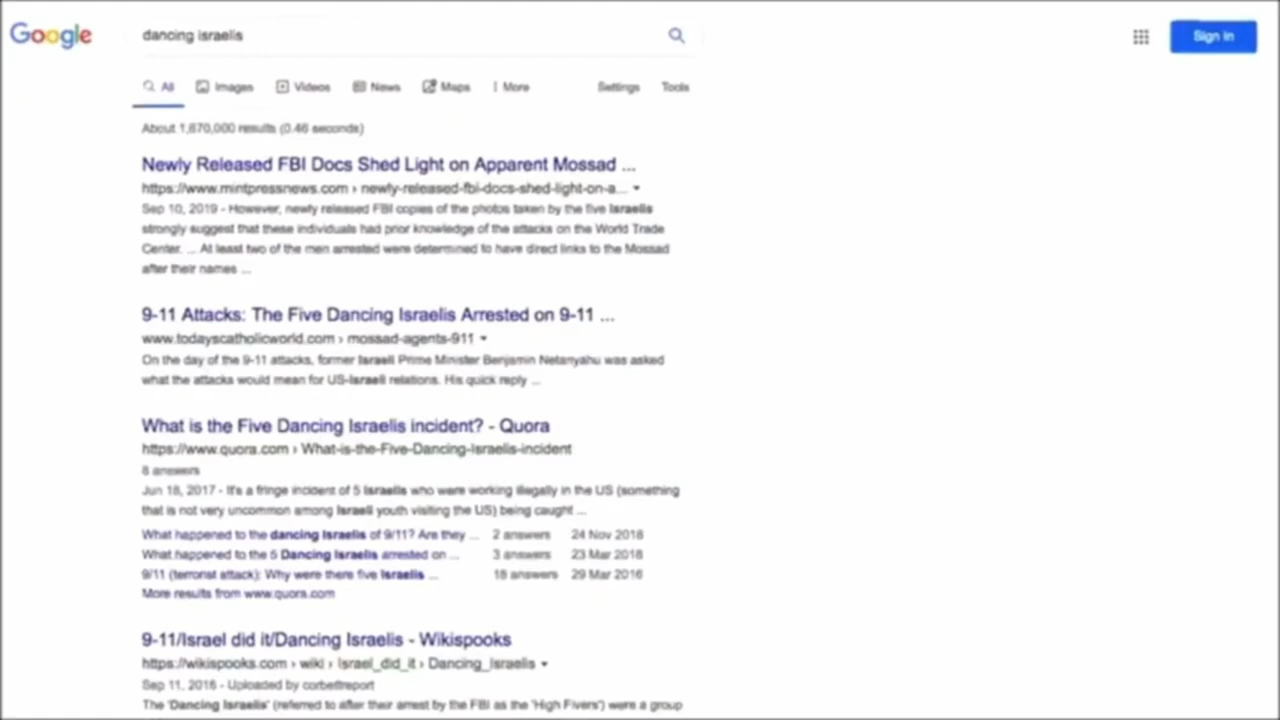 Google
dancing israelis
Sign in
All Images Videos News Maps More Settings Tools
About 1,670,000 results (0.46 seconds)
Newly Released FBI Docs Shed Light on Apparent Mossad ...
https://www.mintpressnews.com › newly-released-fbi-docs-shed-light-on-a...
Sep 10, 2019 - However, newly released FBI copies of the photos taken by the five Israelis
strongly suggest that these individuals had prior knowledge of the attacks on the World Trade
Center. ... At least two of the men arrested were determined to have direct links to the Mossad
after their names ...
9-11 Attacks: The Five Dancing Israelis Arrested on 9-11 ...
www.todayscatholicworld.com › mossad-agents-911
On the day of the 9-11 attacks, former Israeli Prime Minister Benjamin Netanyahu was asked
what the attacks would mean for US-Israeli relations. His quick reply ...
What is the Five Dancing Israelis incident? - Quora
https://www.quora.com › What-is-the-Five-Dancing-Israelis-incident
8 answers
Jun 18, 2017 - It's a fringe incident of 5 Israelis who were working illegally in the US (something
that is not very uncommon among Israeli youth visiting the US) being caught ...
What happened to the dancing Israelis of 9/11? Are they ... 2 answers 24 Nov 2018
What happened to the 5 Dancing Israelis arrested on ... 3 answers 23 Mar 2018
9/11 (terrorist attack): Why were there five Israelis ... 18 answers 29 Mar 2016
More results from www.quora.com
9-11/Israel did it/Dancing Israelis - Wikispooks
https://wikispooks.com › wiki › Israel_did_it › Dancing_Israelis
Sep 11, 2016 - Uploaded by corbettreport
The 'Dancing Israelis' (referred to after their arrest by the FBI as the 'High Fivers') were a group